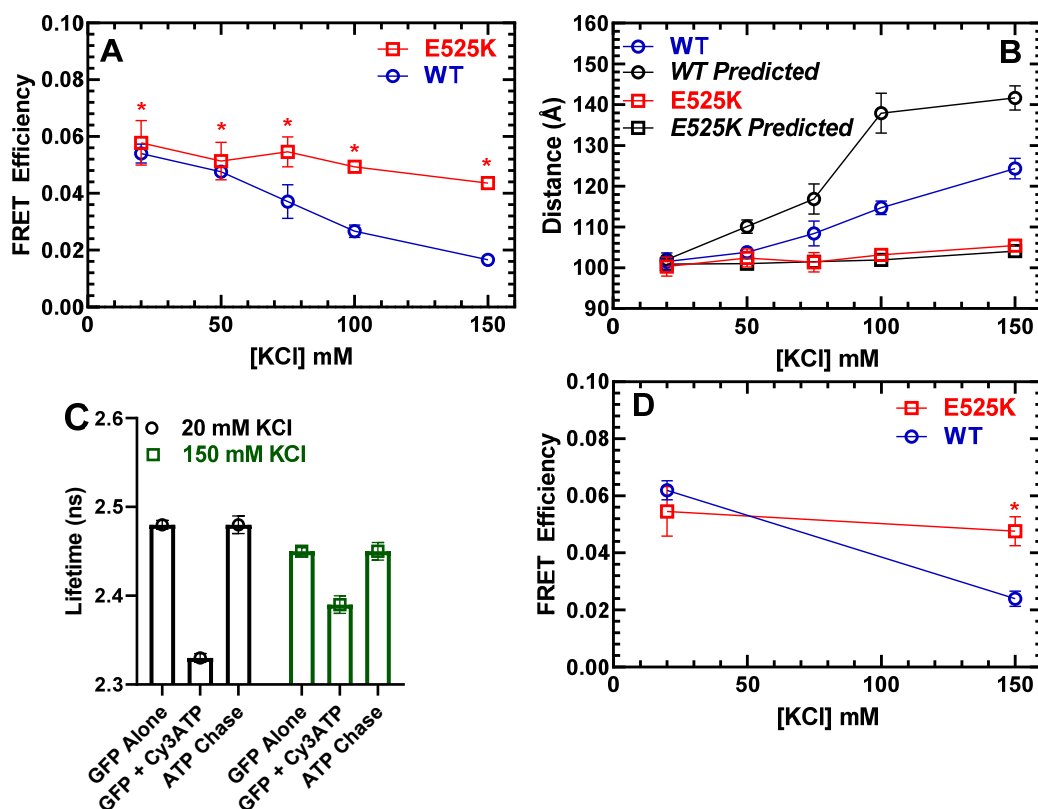 A
E525K
WT
FRET Efficiency
0.10
0.08
0.06
0.04
0.02
0.00
* * * * *
0 50 100 150
[KCl] mM
B
WT
WT Predicted
E525K
E525K Predicted
Distance (Å)
160
150
140
130
120
110
100
90
0 50 100 150
[KCl] mM
C
20 mM KCl
150 mM KCl
Lifetime (ns)
2.6
2.5
2.4
2.3
GFP Alone
GFP + Cy3ATP
ATP Chase
GFP Alone
GFP + Cy3ATP
ATP Chase
D
E525K
WT
FRET Efficiency
0.10
0.08
0.06
0.04
0.02
0.00
*
0 50 100 150
[KCl] mM